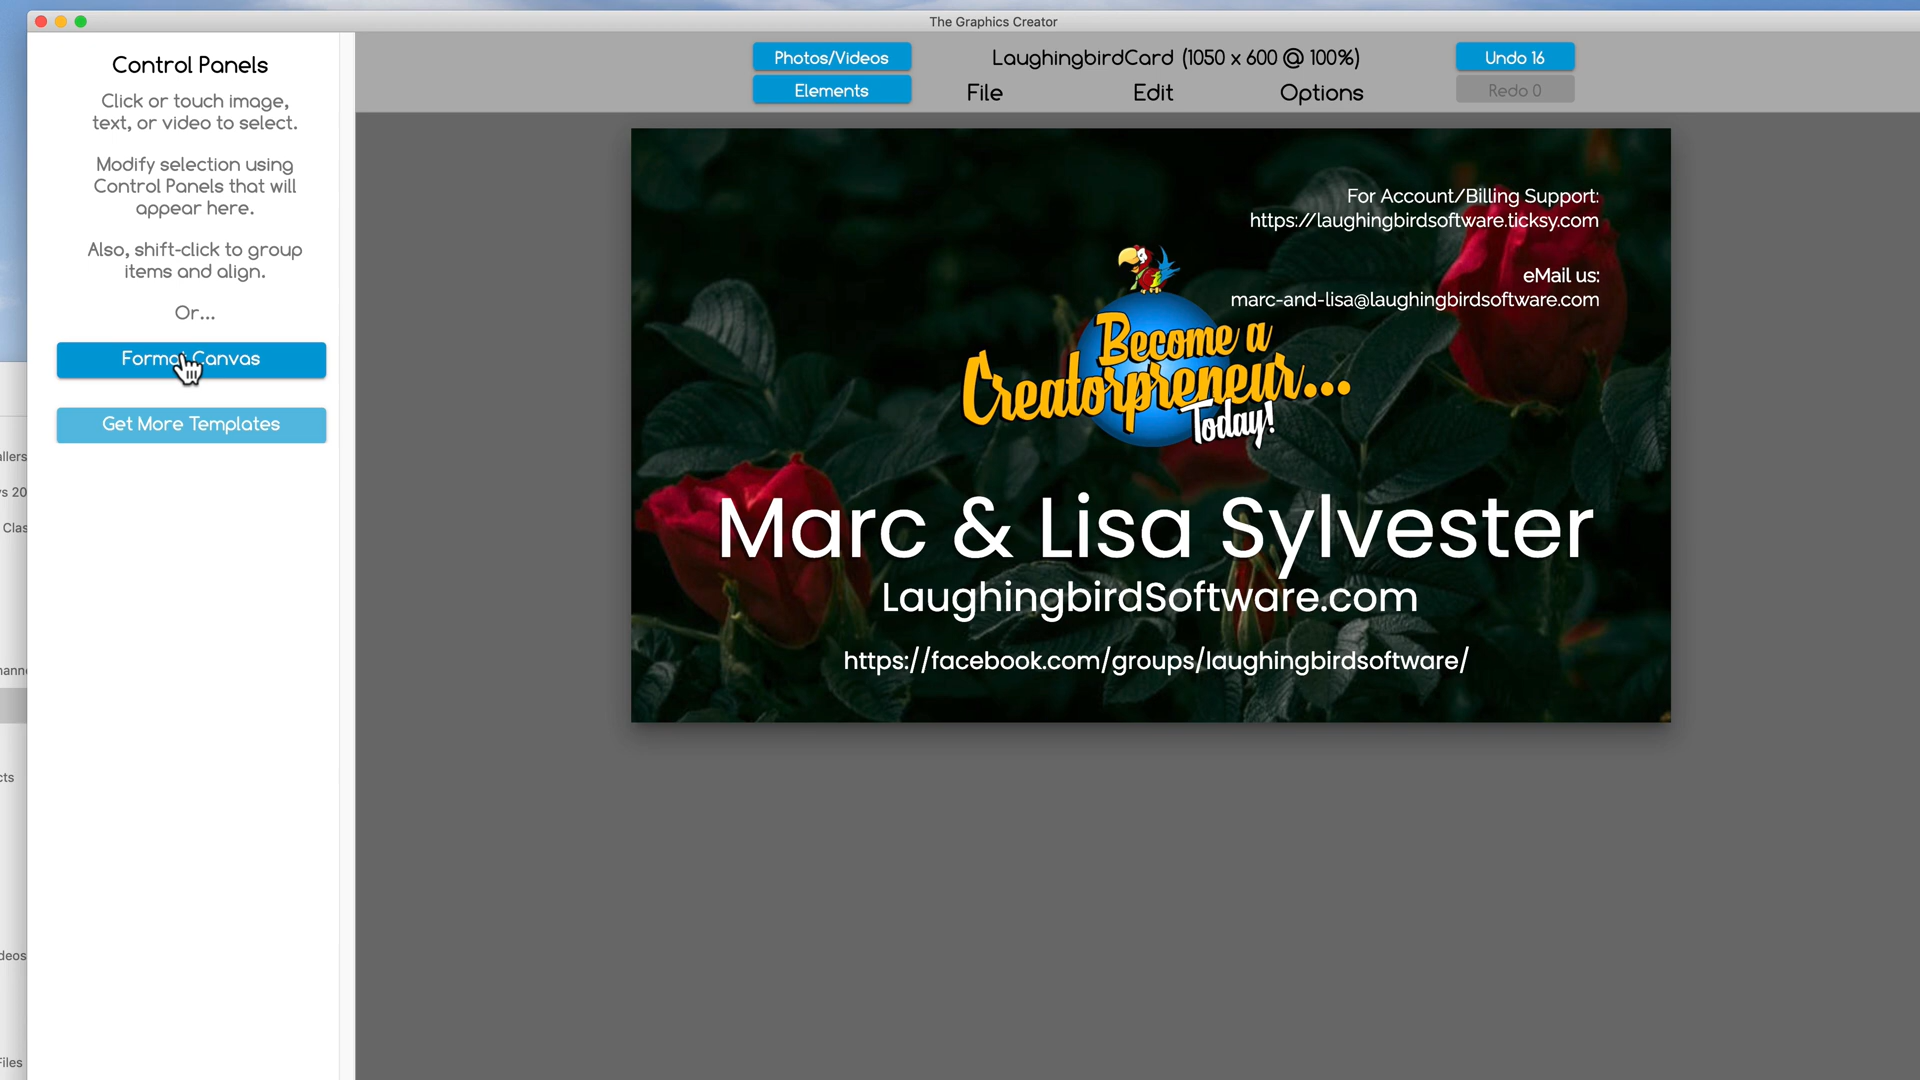 The Graphics Creator
Control Panels
Click or touch image,
text, or video to select.
Modify selection using
Control Panels that will
appear here.
Also, shift-click to group
items and align.
Or...
Format Canvas
Get More Templates
Photos/Videos
Elements
LaughingbirdCard (1050 x 600 @ 100%)
File
Edit
Options
Undo 16
Redo 0
For Account/Billing Support:
https://laughingbirdsoftware.ticksy.com
eMail us:
marc-and-lisa@laughingbirdsoftware.com
Become a
Creatorpreneur...
Today!
Marc & Lisa Sylvester
LaughingbirdSoftware.com
https://facebook.com/groups/laughingbirdsoftware/